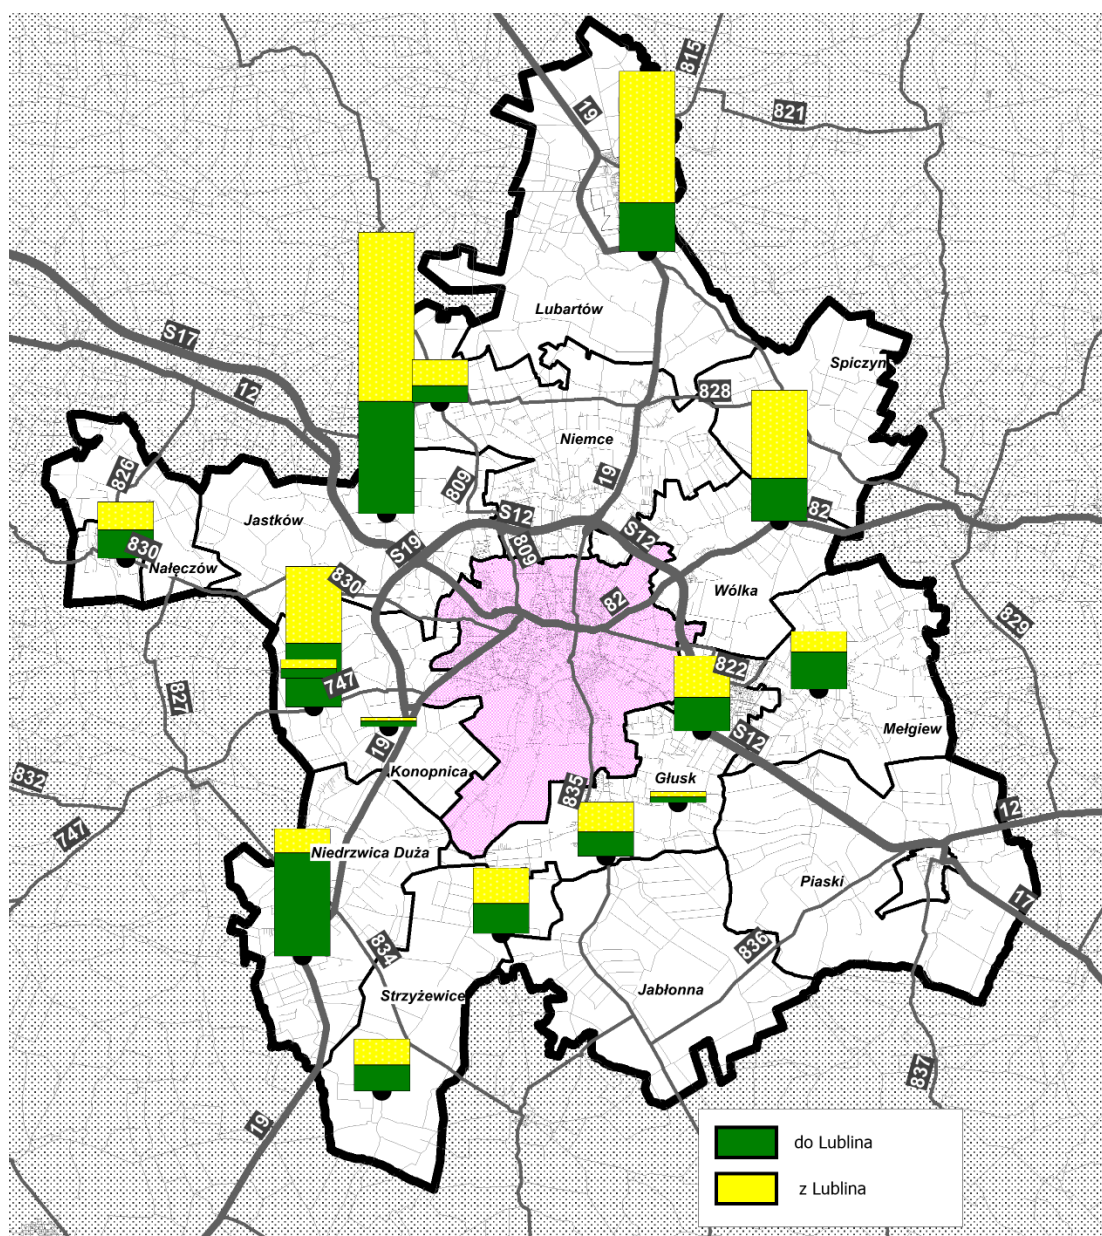 815
19
821
S17
Lubartów
Spiczyn
12
828
Niemce
826
809
19
82
Jastków
S12
S12
809
830
S19
Nałęczów
830
82
Wólka
829
822
747
827
S12
Mełgiew
19
Konopnica
832
Głusk
835
12
747
Niedrzwica Duża
Piaski
17
834
836
Strzyżewice
Jabłonna
837
19
do Lublina
z Lublina